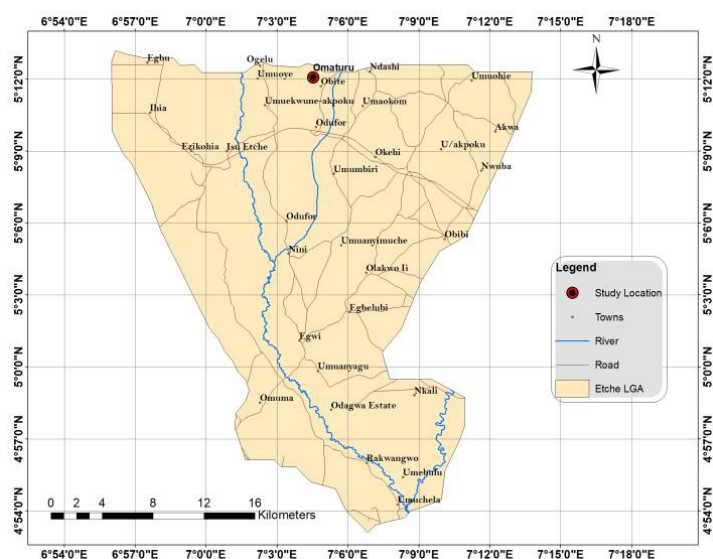 6°54'0"E 6°57'0"E 7°0'0"E 7°3'0"E 7°6'0"E 7°9'0"E 7°12'0"E 7°15'0"E 7°18'0"E
N
5°12'0"N 5°12'0"N
5°9'0"N 5°9'0"N
5°6'0"N 5°6'0"N
5°3'0"N 5°3'0"N
5°0'0"N 5°0'0"N
4°57'0"N 4°57'0"N
4°54'0"N 4°54'0"N
Egbu
Ogelu
Omaturu
Ndashi
Umuoye
Obite
Umuohie
Ihia
Umuekwune-akpoku
Umaokom
Odufor
Akwa
Ezikohia
Isu Etche
Okehi
U/akpoku
Umumbiri
Nwuba
Odufor
Obibi
Nini
Umuanyimuche
Olakwo Ii
Egbelubi
Egwi
Umuanyagu
Nkali
Omuma
Odagwa Estate
Rakwangwo
Umebulu
Umuchela
Legend
Study Location
Towns
River
Road
Etche LGA
0 2 4 8 12 16
Kilometers
6°54'0"E 6°57'0"E 7°0'0"E 7°3'0"E 7°6'0"E 7°9'0"E 7°12'0"E 7°15'0"E 7°18'0"E